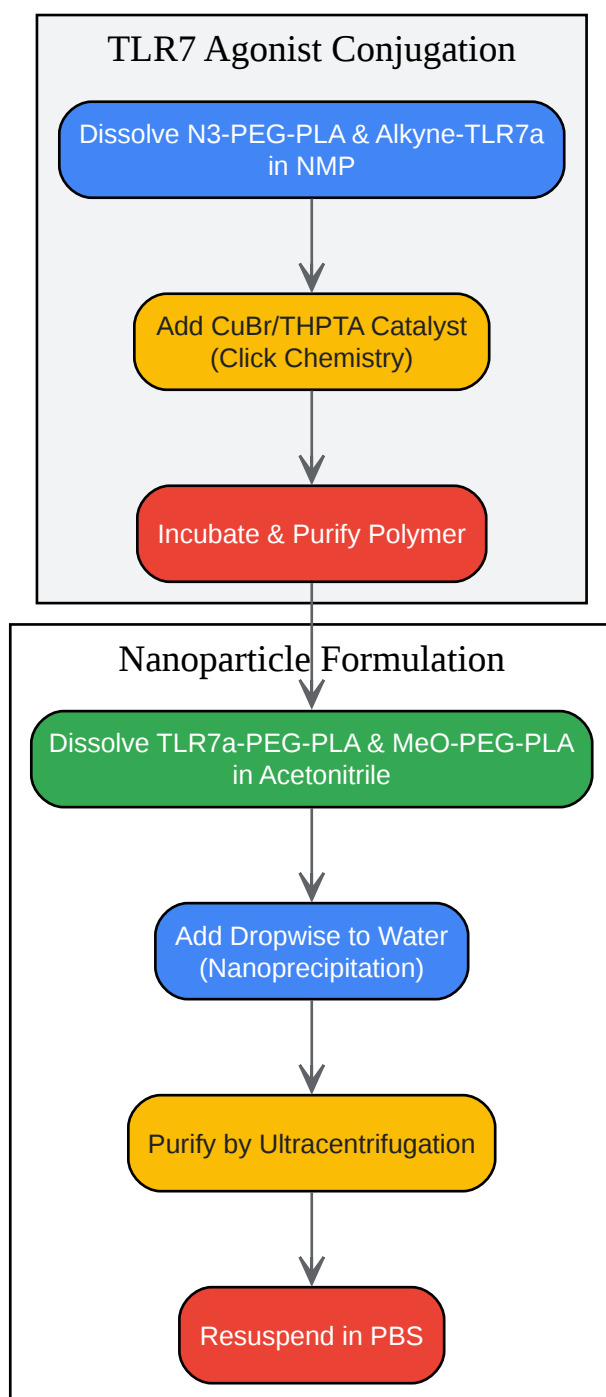 TLR7 Agonist Conjugation
Dissolve N3-PEG-PLA & Alkyne-TLR7a
in NMP
Add CuBr/THPTA Catalyst
(Click Chemistry)
Incubate & Purify Polymer
Nanoparticle Formulation
Dissolve TLR7a-PEG-PLA & MeO-PEG-PLA
in Acetonitrile
Add Dropwise to Water
(Nanoprecipitation)
Purify by Ultracentrifugation
Resuspend in PBS